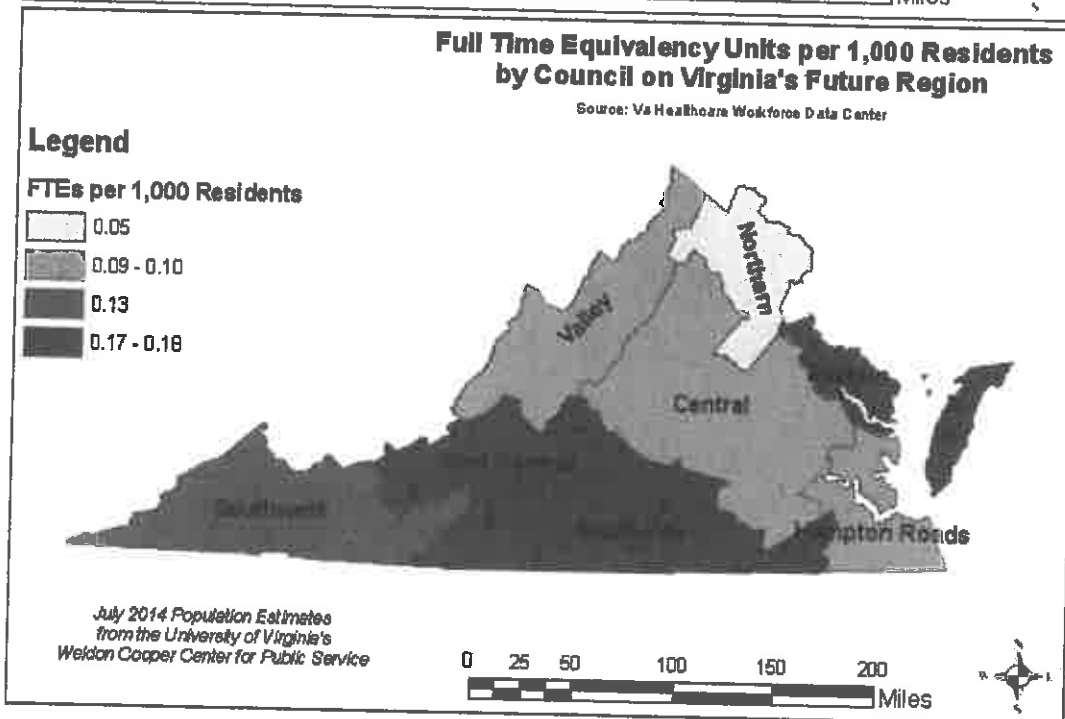 Miles
Full Time Equivalency Units per 1,000 Residents
by Council on Virginia's Future Region
Source: Va Healthcare Workforce Data Center
Legend
FTEs per 1,000 Residents
0.05
0.09 - 0.10
0.13
0.17 - 0.18
Northern
Valley
Central
Southwest
Hampton Roads
July 2014 Population Estimates
from the University of Virginia's
Weldon Cooper Center for Public Service
0 25 50 100 150 200
Miles